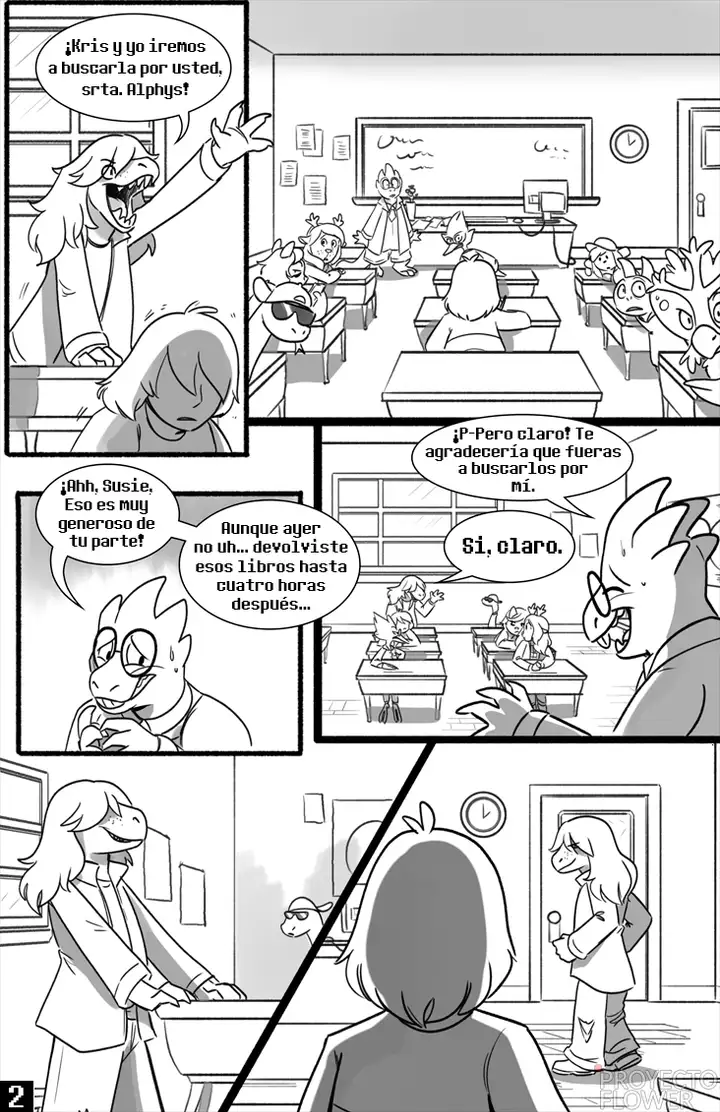 ¡Kris y yo iremos
a buscarla por usted,
srta. Alphys!
¡Ahh, Susie,
Eso es muy
generoso de
tu parte!
Aunque ayer
no uh... devolviste
esos libros hasta
cuatro horas
después...
¡P-Pero claro! Te
agradecería que fueras
a buscarlos por
mí.
Si, claro.
2
PROYECTO
FLOWER